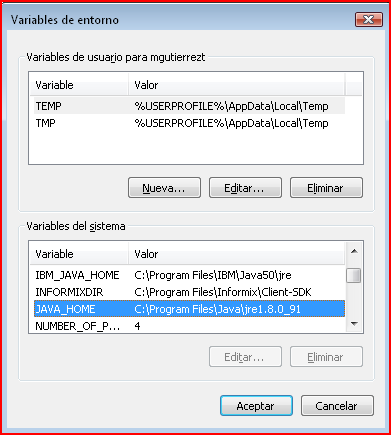 Variables de entorno
Variables de usuario para mgutierrezt
Variable Valor
TEMP %USERPROFILE%\AppData\Local\Temp
TMP %USERPROFILE%\AppData\Local\Temp
Nueva... Editar... Eliminar
Variables del sistema
Variable Valor
IBM_JAVA_HOME C:\Program Files\IBM\Java50\jre
INFORMIXDIR C:\Program Files\Informix\Client-SDK
JAVA_HOME C:\Program Files\Java\jre1.8.0_91
NUMBER_OF_P... 4
Editar... Eliminar
Aceptar Cancelar